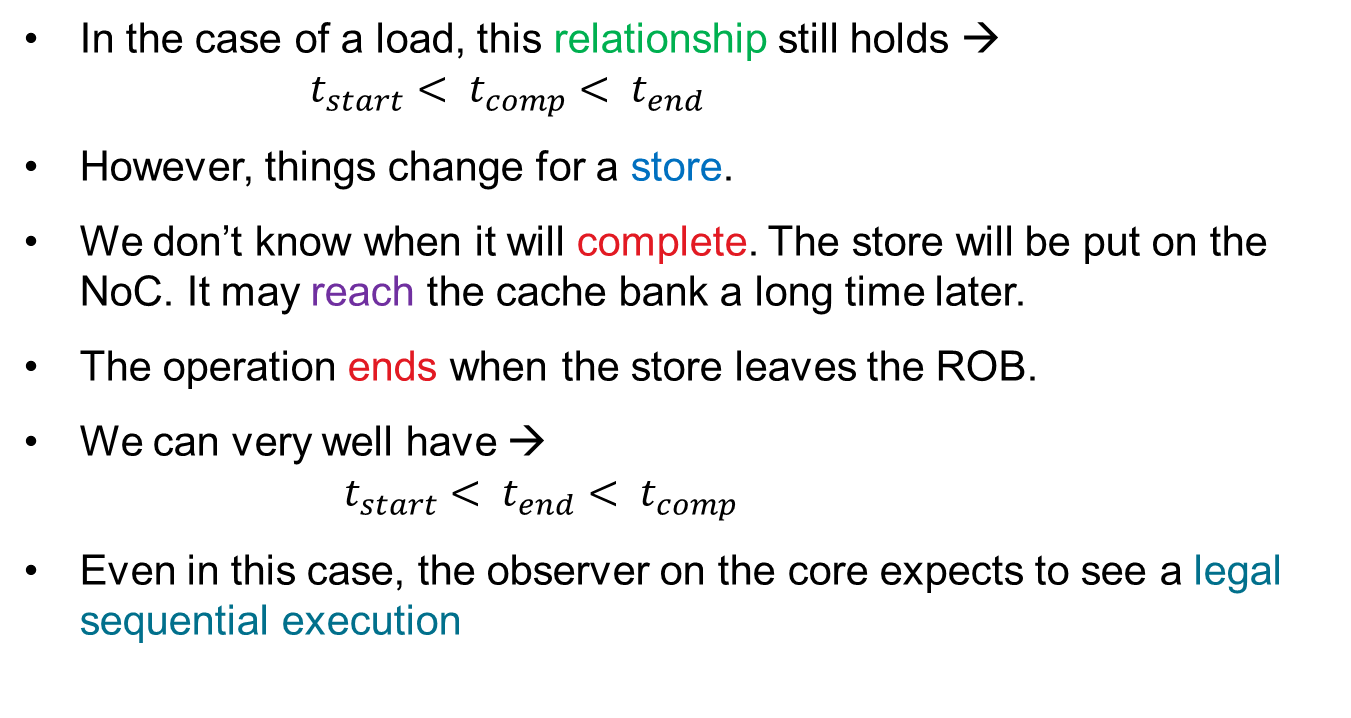 • In the case of a load, this relationship still holds →
t_start < t_comp < t_end
• However, things change for a store.
• We don’t know when it will complete. The store will be put on the
NoC. It may reach the cache bank a long time later.
• The operation ends when the store leaves the ROB.
• We can very well have →
t_start < t_end < t_comp
• Even in this case, the observer on the core expects to see a legal
sequential execution